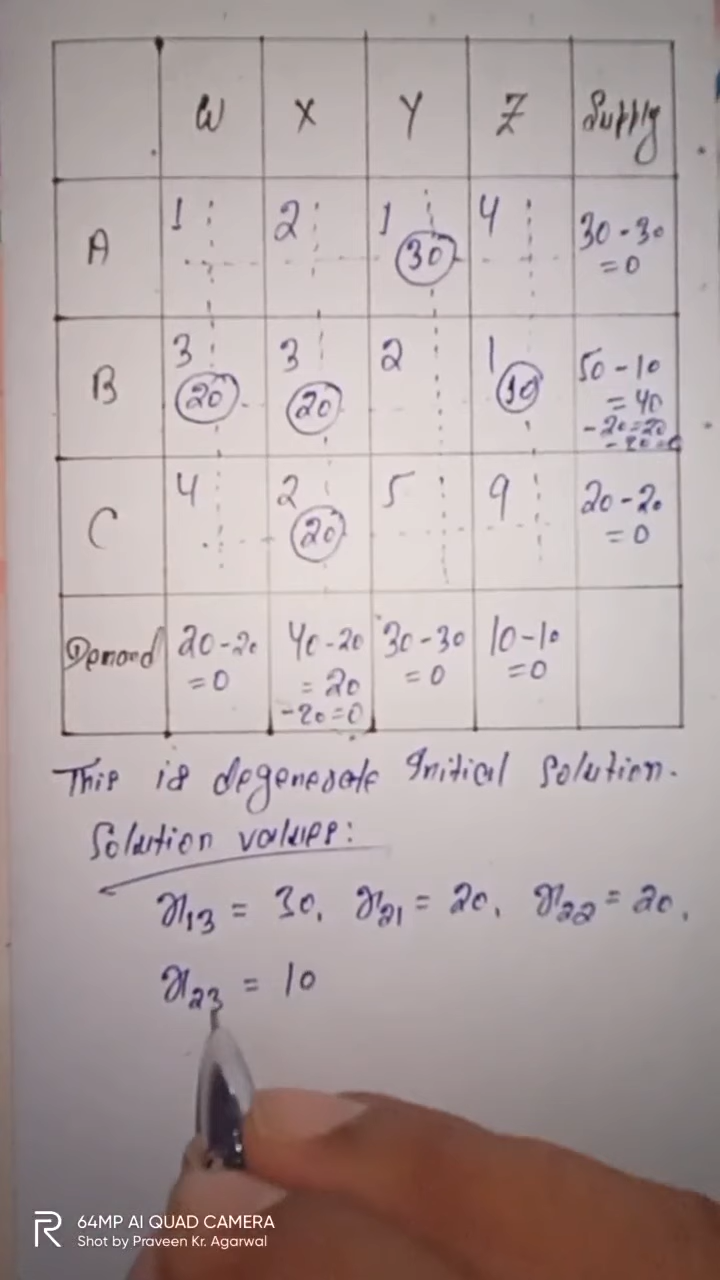 W X Y Z Supply
A 1 2 1 30 4 30 - 30 = 0
B 3 20 3 20 2 1 10 50 - 10 = 40 - 20 = 20 - 20 = 0
C 4 2 20 5 9 20 - 20 = 0
Demand 20 - 20 = 0 40 - 20 = 20 - 20 = 0 30 - 30 = 0 10 - 10 = 0
This is degenerate Initial solution.
Solution values:
x13 = 30, x21 = 20, x22 = 20,
x23 = 10
R 64MP AI QUAD CAMERA
Shot by Praveen Kr. Agarwal